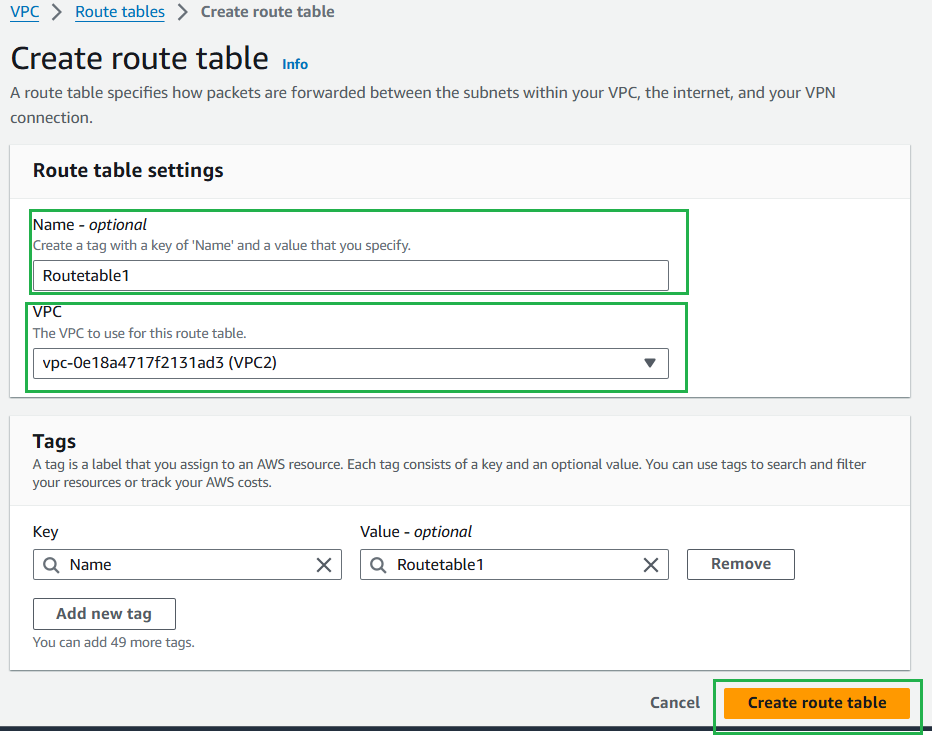 VPC > Route tables > Create route table
Create route table Info
A route table specifies how packets are forwarded between the subnets within your VPC, the internet, and your VPN
connection.
Route table settings
Name - optional
Create a tag with a key of 'Name' and a value that you specify.
Routetable1
VPC
The VPC to use for this route table.
vpc-0e18a4717f2131ad3 (VPC2)
Tags
A tag is a label that you assign to an AWS resource. Each tag consists of a key and an optional value. You can use tags to search and filter
your resources or track your AWS costs.
Key Value - optional
Name Routetable1 Remove
Add new tag
You can add 49 more tags.
Cancel Create route table